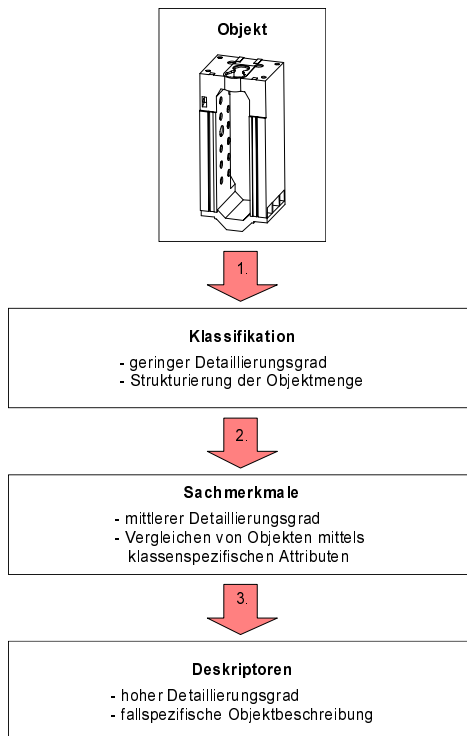 Objekt
1.
Klassifikation
- geringer Detaillierungsgrad
- Strukturierung der Objektmenge
2.
Sachmerkmale
- mittlerer Detaillierungsgrad
- Vergleichen von Objekten mittels
klassenspezifischen Attributen
3.
Deskriptoren
- hoher Detaillierungsgrad
- fallspezifische Objektbeschreibung